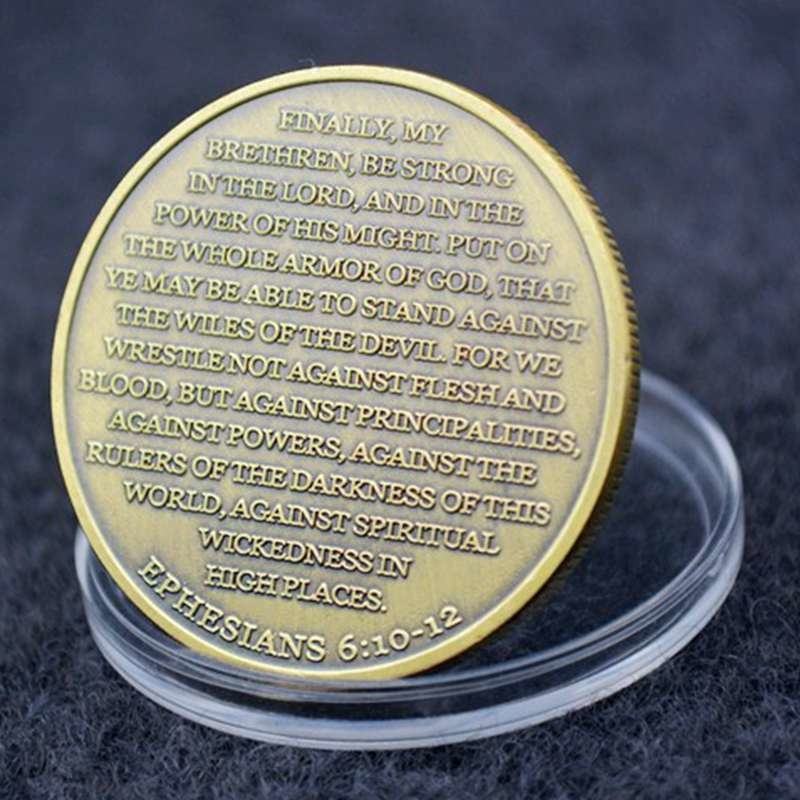 FINALLY, MY
BRETHREN, BE STRONG
IN THE LORD, AND IN THE
POWER OF HIS MIGHT. PUT ON
THE WHOLE ARMOR OF GOD, THAT
YE MAY BE ABLE TO STAND AGAINST
THE WILES OF THE DEVIL. FOR WE
WRESTLE NOT AGAINST FLESH AND
BLOOD, BUT AGAINST PRINCIPALITIES,
AGAINST POWERS, AGAINST THE
RULERS OF THE DARKNESS OF THIS
WORLD, AGAINST SPIRITUAL
WICKEDNESS IN
HIGH PLACES.
EPHESIANS 6:10-12